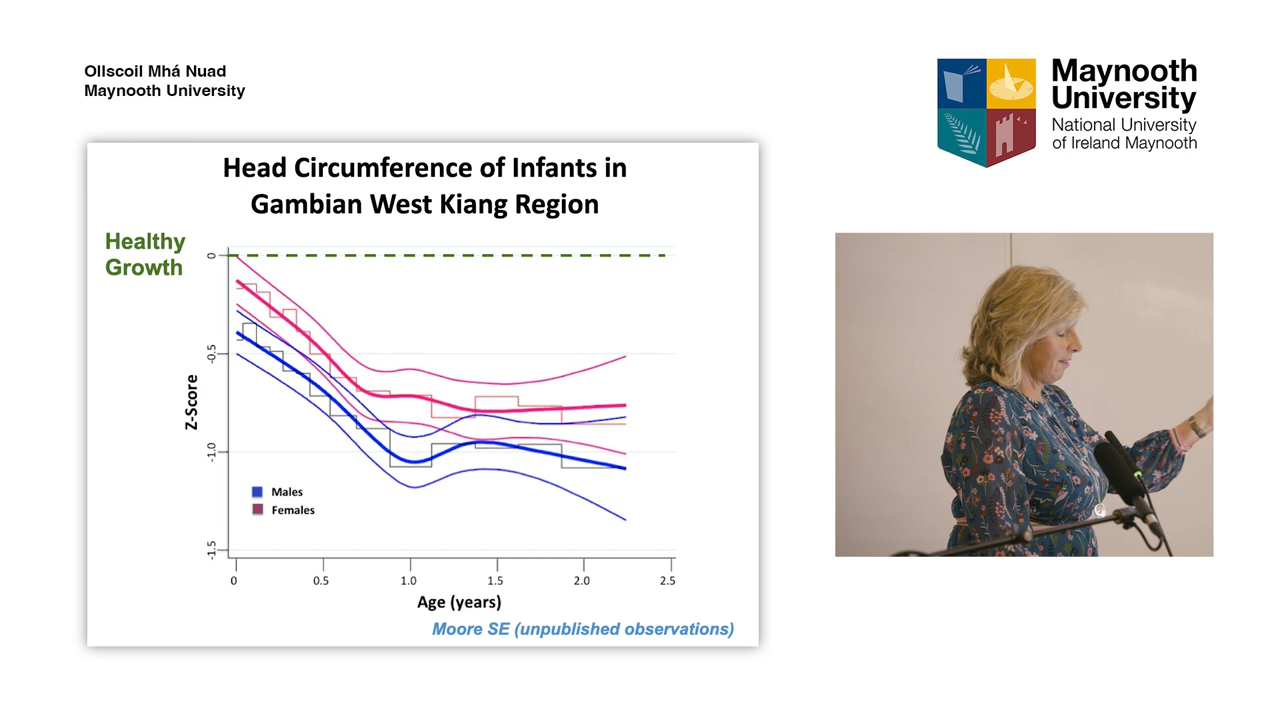 Ollscoil Mhá Nuad
Maynooth University
Maynooth
University
National University
of Ireland Maynooth
Head Circumference of Infants in
Gambian West Kiang Region
Healthy
Growth
0
-0.5
-1.0
-1.5
Z-Score
Males
Females
0 0.5 1.0 1.5 2.0 2.5
Age (years)
Moore SE (unpublished observations)